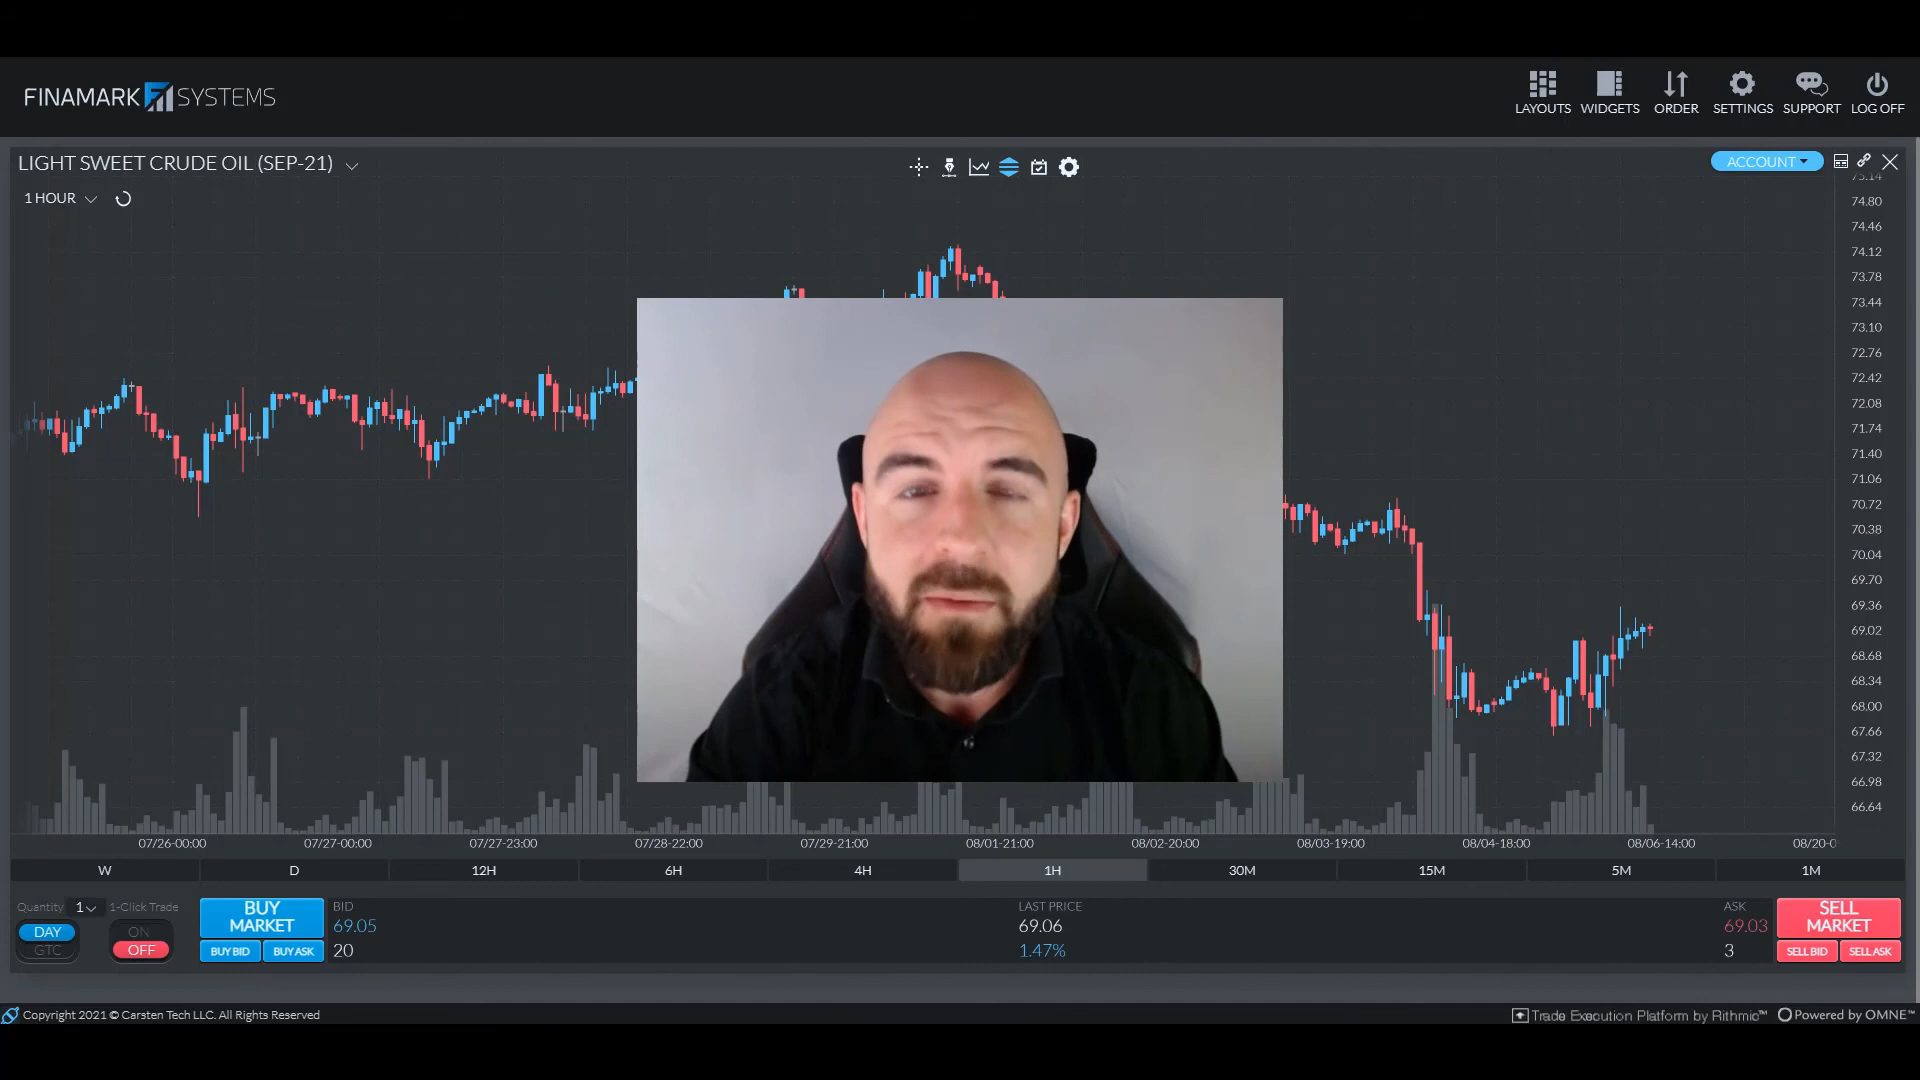 FINAMARK SYSTEMS
LAYOUTS WIDGETS ORDER SETTINGS SUPPORT LOG OFF
LIGHT SWEET CRUDE OIL (SEP-21)
ACCOUNT
1 HOUR
75.14
74.80
74.46
74.12
73.78
73.44
73.10
72.76
72.42
72.08
71.74
71.40
71.06
70.72
70.38
70.04
69.70
69.36
69.02
68.68
68.34
68.00
67.66
67.32
66.98
66.64
07/26-00:00 07/27-00:00 07/27-23:00 07/28-22:00 07/29-21:00 08/01-21:00 08/02-20:00 08/03-19:00 08/04-18:00 08/06-14:00 08/20-0
W D 12H 6H 4H 1H 30M 15M 5M 1M
Quantity 1 1-Click Trade
DAY
GTC
ON
OFF
BUY
MARKET
BUY BID BUY ASK
BID
69.05
20
LAST PRICE
69.06
1.47%
ASK
69.03
3
SELL
MARKET
SELL BID SELL ASK
Copyright 2021 © Carsten Tech LLC. All Rights Reserved
Trade Execution Platform by Rithmic™ Powered by OMNE™